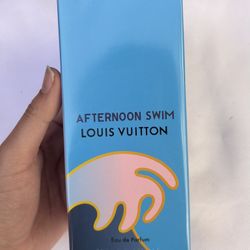 AFTERNOON SWIM
LOUIS VUITTON
Eau de Parfum